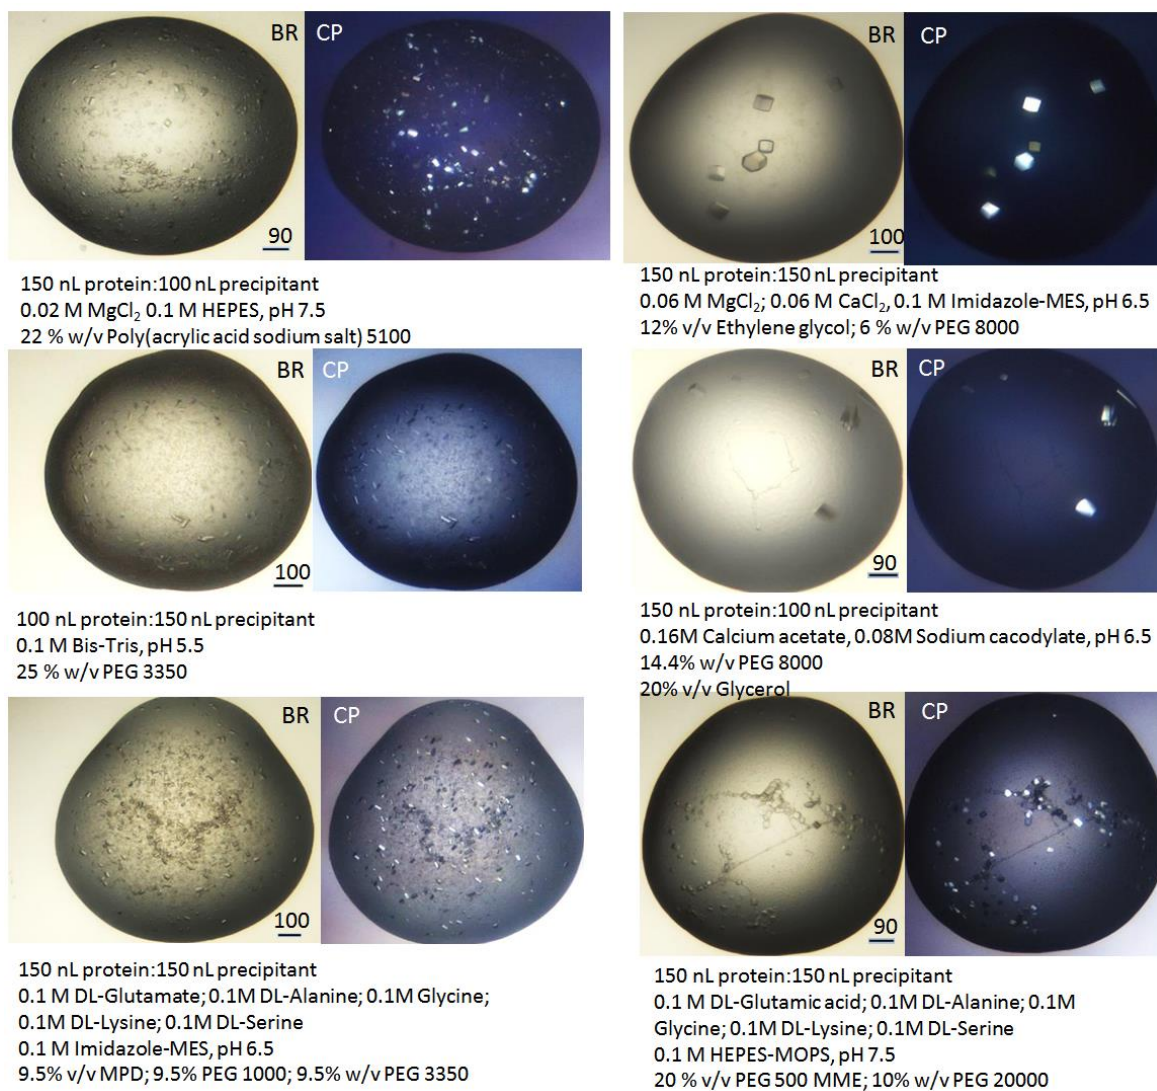 BR CP
90
150 nL protein:100 nL precipitant
0.02 M MgCl₂ 0.1 M HEPES, pH 7.5
22 % w/v Poly(acrylic acid sodium salt) 5100
BR CP
100
150 nL protein:150 nL precipitant
0.06 M MgCl₂; 0.06 M CaCl₂, 0.1 M Imidazole-MES, pH 6.5
12% v/v Ethylene glycol; 6 % w/v PEG 8000
BR CP
100
100 nL protein:150 nL precipitant
0.1 M Bis-Tris, pH 5.5
25 % w/v PEG 3350
BR CP
90
150 nL protein:100 nL precipitant
0.16M Calcium acetate, 0.08M Sodium cacodylate, pH 6.5
14.4% w/v PEG 8000
20% v/v Glycerol
BR CP
100
150 nL protein:150 nL precipitant
0.1 M DL-Glutamate; 0.1M DL-Alanine; 0.1M Glycine;
0.1M DL-Lysine; 0.1M DL-Serine
0.1 M Imidazole-MES, pH 6.5
9.5% v/v MPD; 9.5% PEG 1000; 9.5% w/v PEG 3350
BR CP
90
150 nL protein:150 nL precipitant
0.1 M DL-Glutamic acid; 0.1M DL-Alanine; 0.1M
Glycine; 0.1M DL-Lysine; 0.1M DL-Serine
0.1 M HEPES-MOPS, pH 7.5
20 % v/v PEG 500 MME; 10% w/v PEG 20000